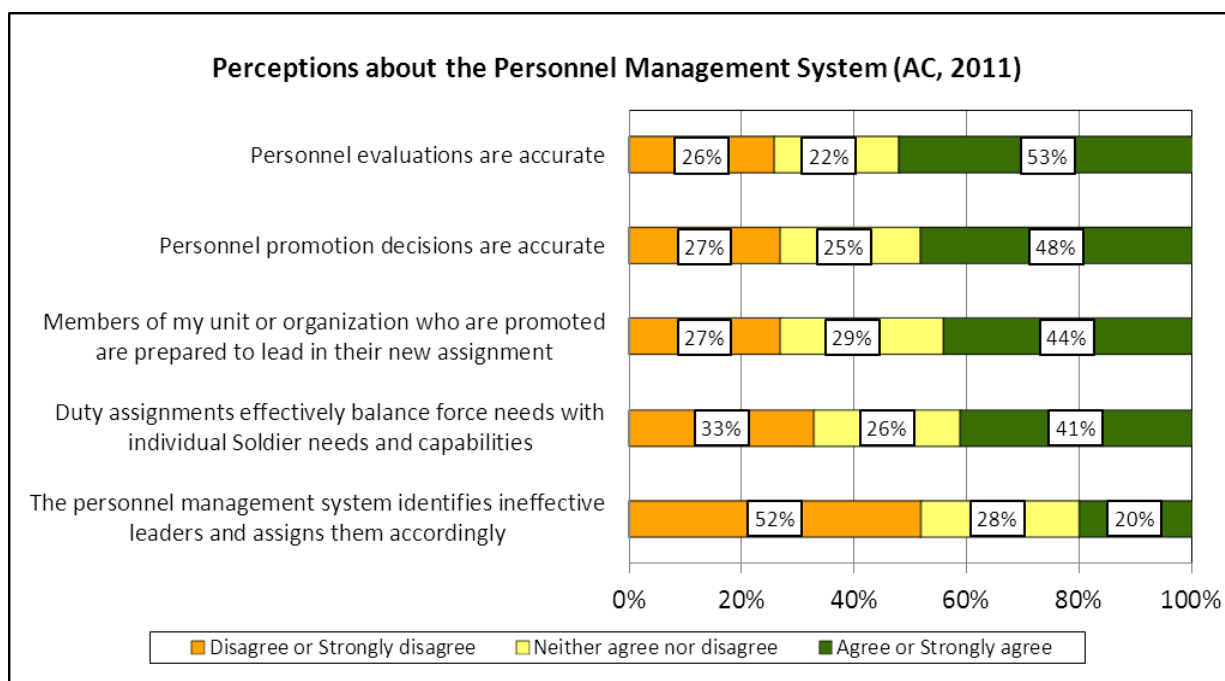 Perceptions about the Personnel Management System (AC, 2011)
Personnel evaluations are accurate
26% 22% 53%
Personnel promotion decisions are accurate
27% 25% 48%
Members of my unit or organization who are promoted
are prepared to lead in their new assignment
27% 29% 44%
Duty assignments effectively balance force needs with
individual Soldier needs and capabilities
33% 26% 41%
The personnel management system identifies ineffective
leaders and assigns them accordingly
52% 28% 20%
0% 20% 40% 60% 80% 100%
Disagree or Strongly disagree Neither agree nor disagree Agree or Strongly agree